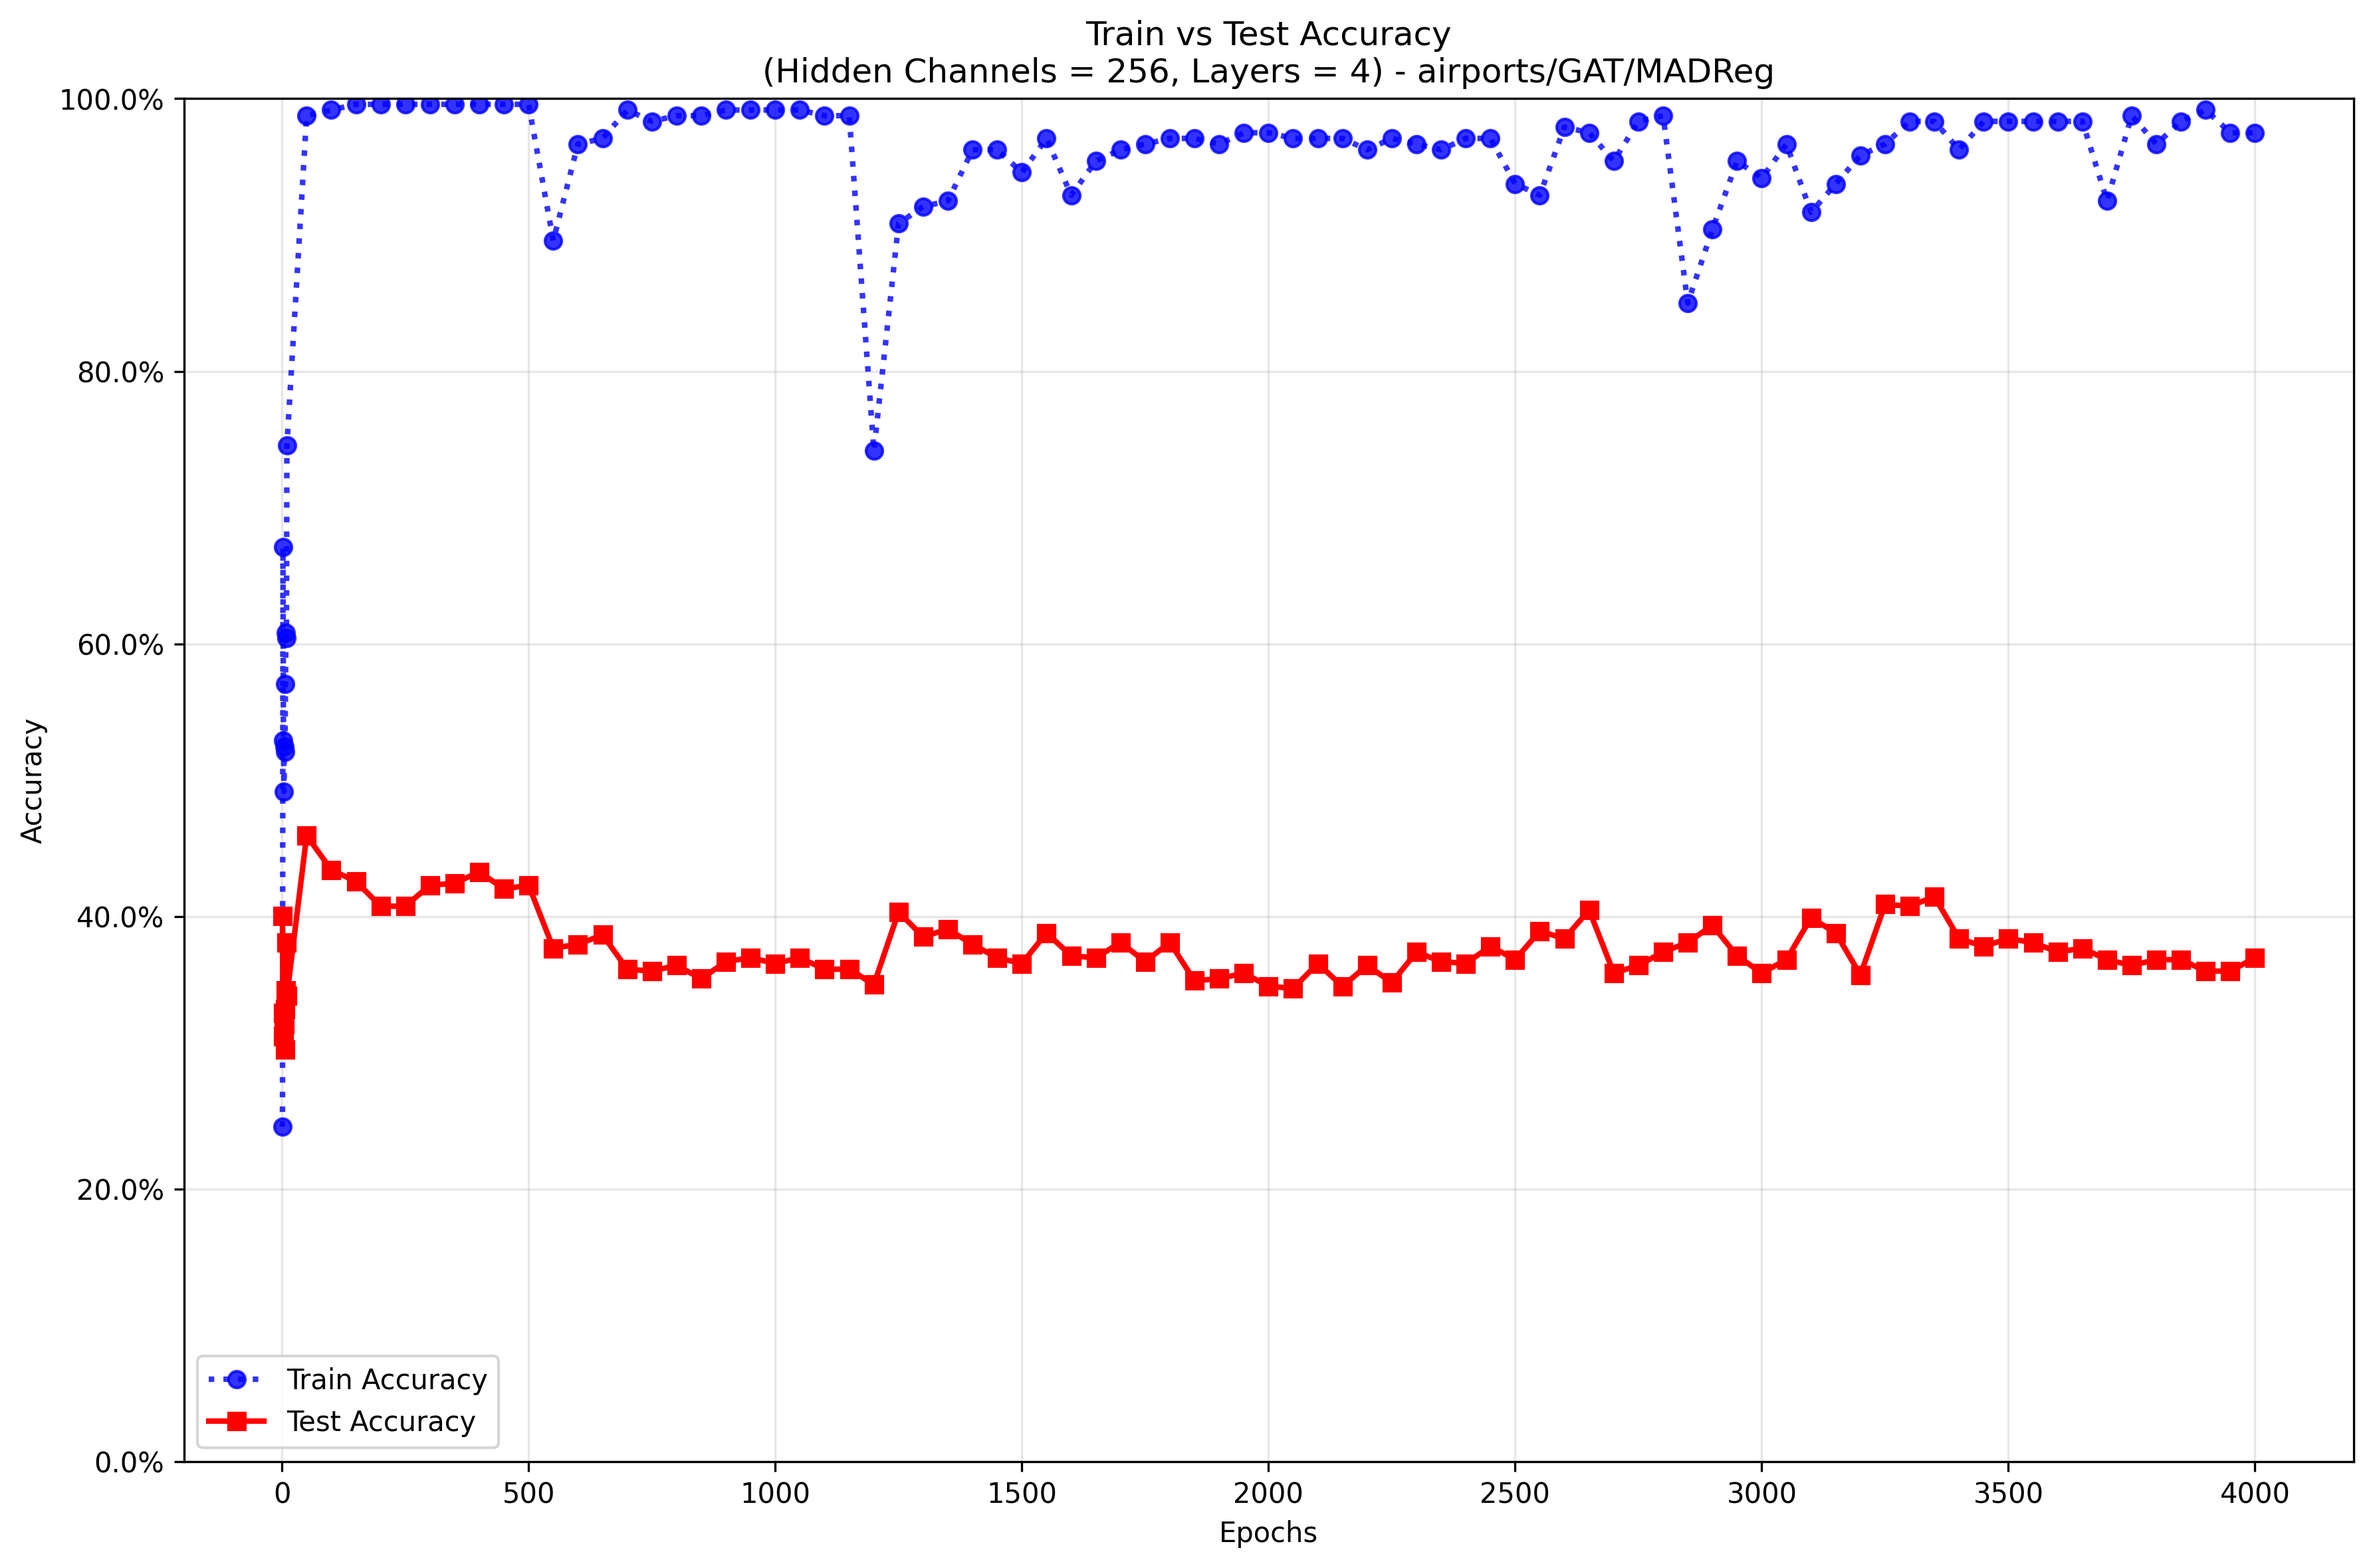 Train vs Test Accuracy
(Hidden Channels = 256, Layers = 4) - airports/GAT/MADReg
100.0%
80.0%
60.0%
40.0%
20.0%
0.0%
Accuracy
Train Accuracy
Test Accuracy
0 500 1000 1500 2000 2500 3000 3500 4000
Epochs